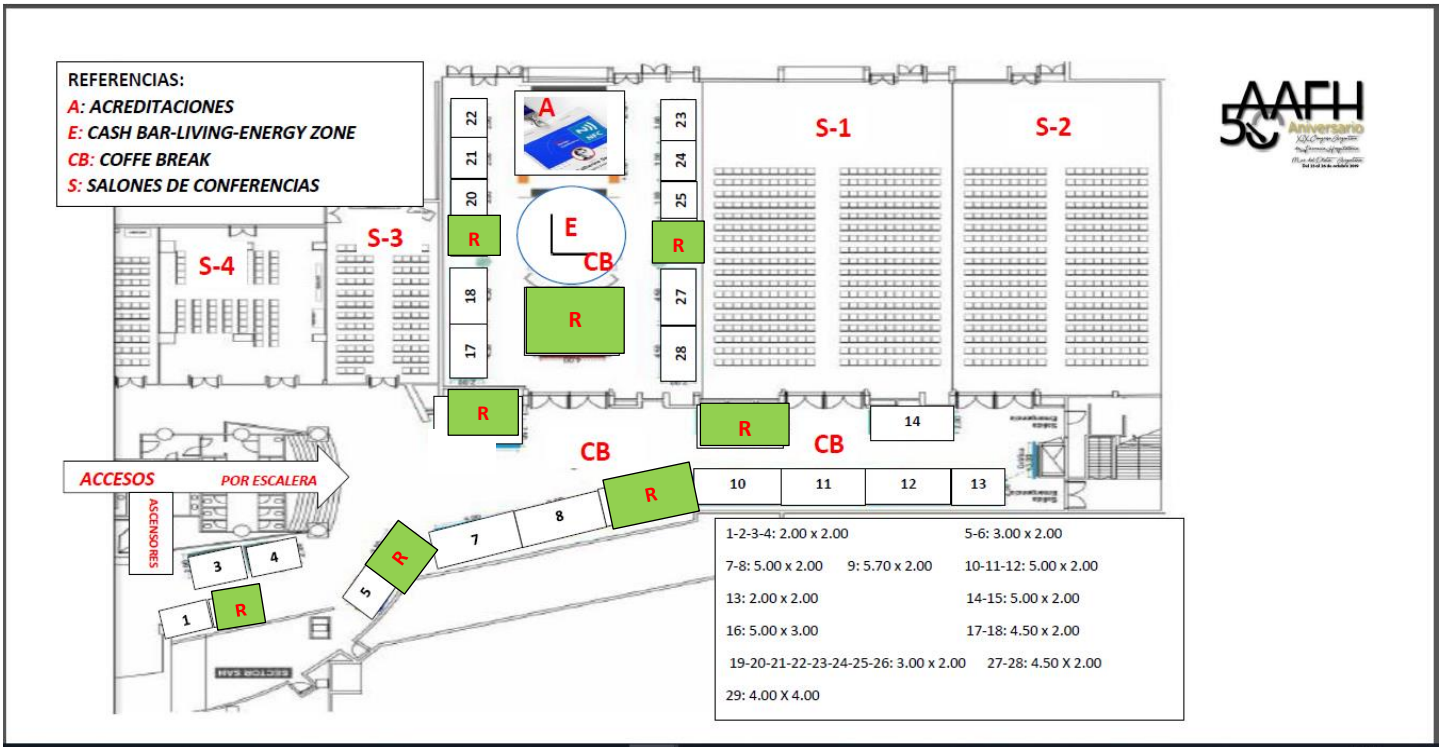 REFERENCIAS:
A: ACREDITACIONES
E: CASH BAR-LIVING-ENERGY ZONE
CB: COFFE BREAK
S: SALONES DE CONFERENCIAS
AAFH
50
Aniversario
A
22
23
S-1
S-2
21
24
20
25
R
E
R
S-3
S-4
CB
18
27
R
17
28
R
R
14
CB
CB
ACCESOS
POR ESCALERA
ASCENSORES
10
11
12
13
R
8
7
R
5
3
4
1
R
SECTOR SAN
1-2-3-4: 2.00 x 2.00
5-6: 3.00 x 2.00
7-8: 5.00 x 2.00
9: 5.70 x 2.00
10-11-12: 5.00 x 2.00
13: 2.00 x 2.00
14-15: 5.00 x 2.00
16: 5.00 x 3.00
17-18: 4.50 x 2.00
19-20-21-22-23-24-25-26: 3.00 x 2.00
27-28: 4.50 X 2.00
29: 4.00 X 4.00